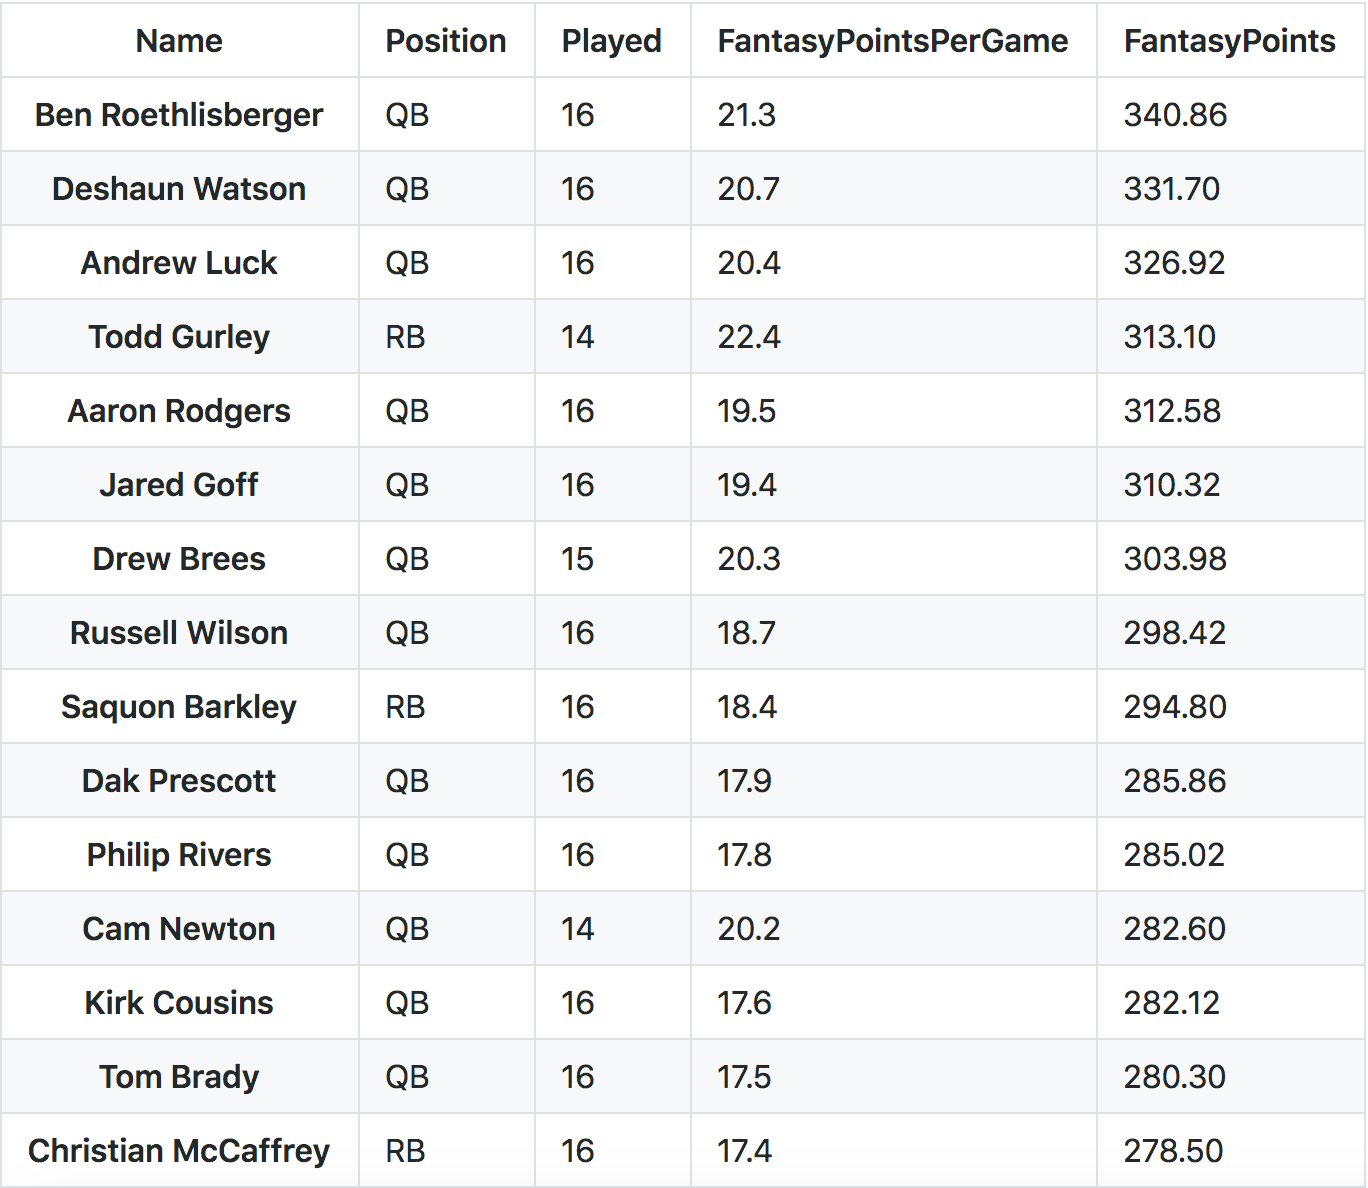 Name Position Played FantasyPointsPerGame FantasyPoints
Ben Roethlisberger QB 16 21.3 340.86
Deshaun Watson QB 16 20.7 331.70
Andrew Luck QB 16 20.4 326.92
Todd Gurley RB 14 22.4 313.10
Aaron Rodgers QB 16 19.5 312.58
Jared Goff QB 16 19.4 310.32
Drew Brees QB 15 20.3 303.98
Russell Wilson QB 16 18.7 298.42
Saquon Barkley RB 16 18.4 294.80
Dak Prescott QB 16 17.9 285.86
Philip Rivers QB 16 17.8 285.02
Cam Newton QB 14 20.2 282.60
Kirk Cousins QB 16 17.6 282.12
Tom Brady QB 16 17.5 280.30
Christian McCaffrey RB 16 17.4 278.50